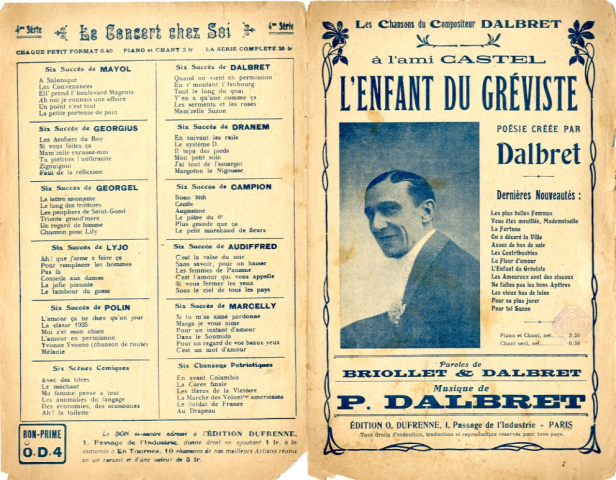 4me Série
Le Concert chez Soi
4me Série
CHAQUE PETIT FORMAT 0.40 PIANO et CHANT 2 fr LA SERIE COMPLETE 25 fr
Six Succès de MAYOL
A Salonique
Les Convenances
Ell' prend l' boulevard Magenta
Ah oui je connais une affaire
Un point c'est tout
La petite porteuse de pain
Six Succès de GEORGIUS
Les Archers du Roy
Si vous faites ça
Mam'zelle excusez-moi
Tu piétines l'anthracite
Zigougnou
Faut de la réflexion
Six Succès de GEORGEL
La lettre anonyme
Le long des trottoirs
Les peupliers de Saint-Gond
Tricote grand'mère
Un regard de femme
Chanson pour Lily
Six Succès de LYJO
Ah! que j'aime à faire ça
Pour remplacer les hommes
Pas là
Conseils aux dames
La jolie pianiste
Le tambour du gosse
Six Succès de POLIN
L'amour ça ne dure qu'un jour
La classe 1935
Moi z'et mon chien
L'amour en permission
Yvonne Yvonne (chanson de route)
Mélanie
Six Scènes Comiques
Avec des titres
Le méchant
Ma femme pense a tout
Les anomalies du langage
Des economies, des economes
Ah! la toilette
Six Succès de DALBRET
Quand on vient en permission
En r'montant l' faubourg
Tout le long du quai
Y'en a qu'une comme ça
Les serments et les roses
Mam'zelle Suzon
Six Succès de DRANEM
En suivant les rails
Le système D.
Il tapa des pieds
Mon petit solo
J'ai tout de l'escargot
Margoton la Nigousse
Six Succès de CAMPION
Bono Bith
Cécile
Augustine
Le pâtre du 6e
Plus grande que ça
Le petit marchand de fleurs
Six Succès de AUDIFFRED
C'est la valse du soir
Sans savoir, pour un baiser
Les femmes de Paname
C'est l'amour qui vous appelle
Si vous fermez les yeux
Sous le ciel de tous les pays
Six Succès de MARCELLY
Si tu m'as aimé pardonne
Marga je vous aime
Pour un instant d'amour
Dans le Soumida
Pour un regard de vos beaux yeux
C'est un mot d'amour
Six Chansons Patriotiques
En avant Columbia
La Curée finale
Les Héros de la Victoire
La Marche des Volontres américains
Le Soldat de France
Au Drapeau
BON-PRIME
O.D.4
Le BON ci-contre adressé à l'ÉDITION DUFRENNE,
1, Passage de l'Industrie, donne droit en ajoutant 1 fr. à la
demande à En Tournée, 10 chansons de nos meilleurs Artistes réunis
en un recueil et d'une valeur de 5 fr.
Les Chansons du Compositeur DALBRET
à l'ami CASTEL
L'ENFANT DU GRÉVISTE
POÉSIE CRÉÉE PAR
Dalbret
Dernières Nouveautés :
Les plus belles Femmes
Vous êtes mouillée, Mademoiselle
La Fortune
On a décoré la Ville
Assez de bas de soie
Les Contribuables
La Fleur d'amour
L'Enfant du Gréviste
Les Amoureux sont des oiseaux
Ne faites pas les bons Apôtres
Les vieux bas de laine
Pour ne plus jurer
Pour toi Suzon
Piano et Chant, net..... 2.50
Chant seul, net..... 0.50
Paroles de
BRIOLLET & DALBRET
Musique de
P. DALBRET
ÉDITION O. DUFRENNE, 1, Passage de l'Industrie - PARIS
Tous droits d'exécution, traduction et reproduction réservés pour tous pays.